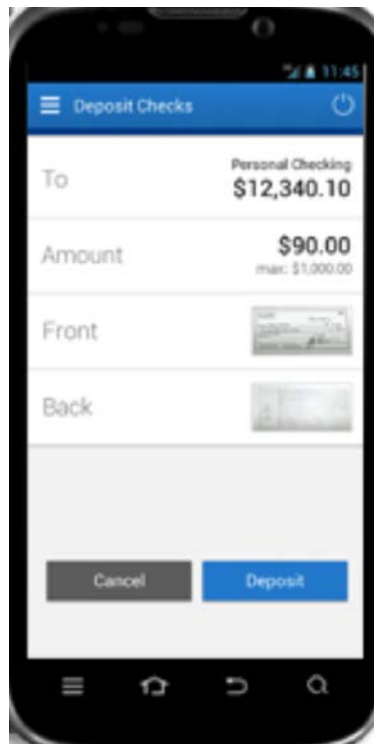 11:45
Deposit Checks
To
Personal Checking
$12,340.10
Amount
$90.00
max: $1,000.00
Front
Back
Cancel
Deposit